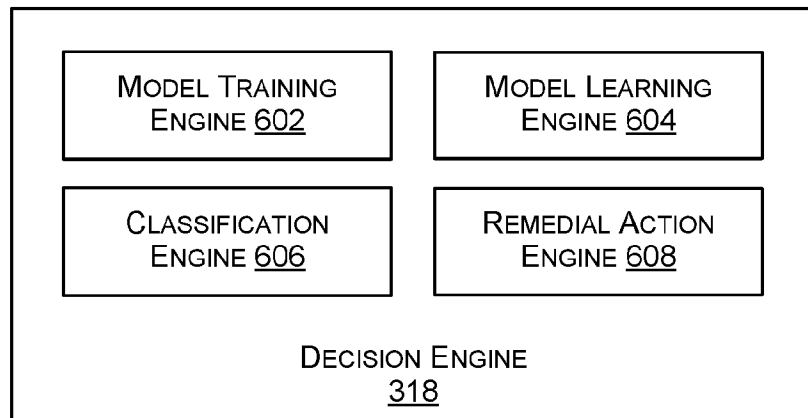 MODEL TRAINING
ENGINE 602
MODEL LEARNING
ENGINE 604
CLASSIFICATION
ENGINE 606
REMEDIAL ACTION
ENGINE 608
DECISION ENGINE
318